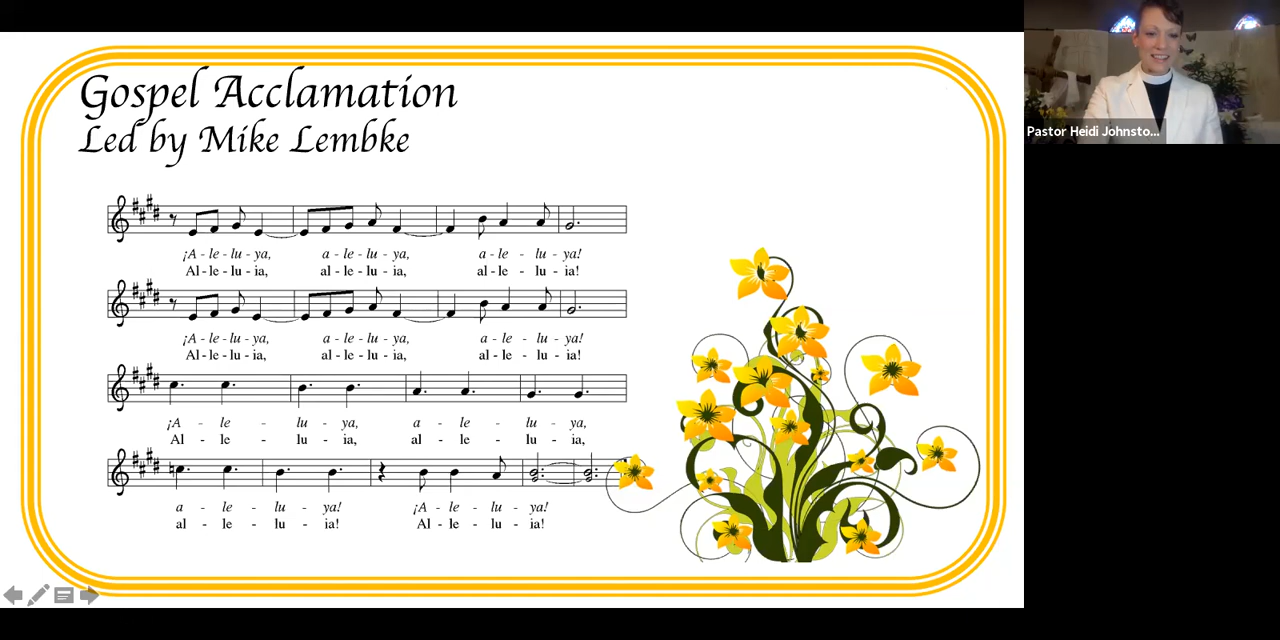 Gospel Acclamation
Led by Mike Lembke
¡A - le - lu - ya, a - le - lu - ya, a - le - lu - ya!
Al - le - lu - ia, al - le - lu - ia, al - le - lu - ia!
¡A - le - lu - ya, a - le - lu - ya, a - le - lu - ya!
Al - le - lu - ia, al - le - lu - ia, al - le - lu - ia!
¡A - le - lu - ya, a - le - lu - ya,
Al - le - lu - ia, al - le - lu - ia,
a - le - lu - ya! ¡A - le - lu - ya!
al - le - lu - ia! Al - le - lu - ia!
Pastor Heidi Johnsto...